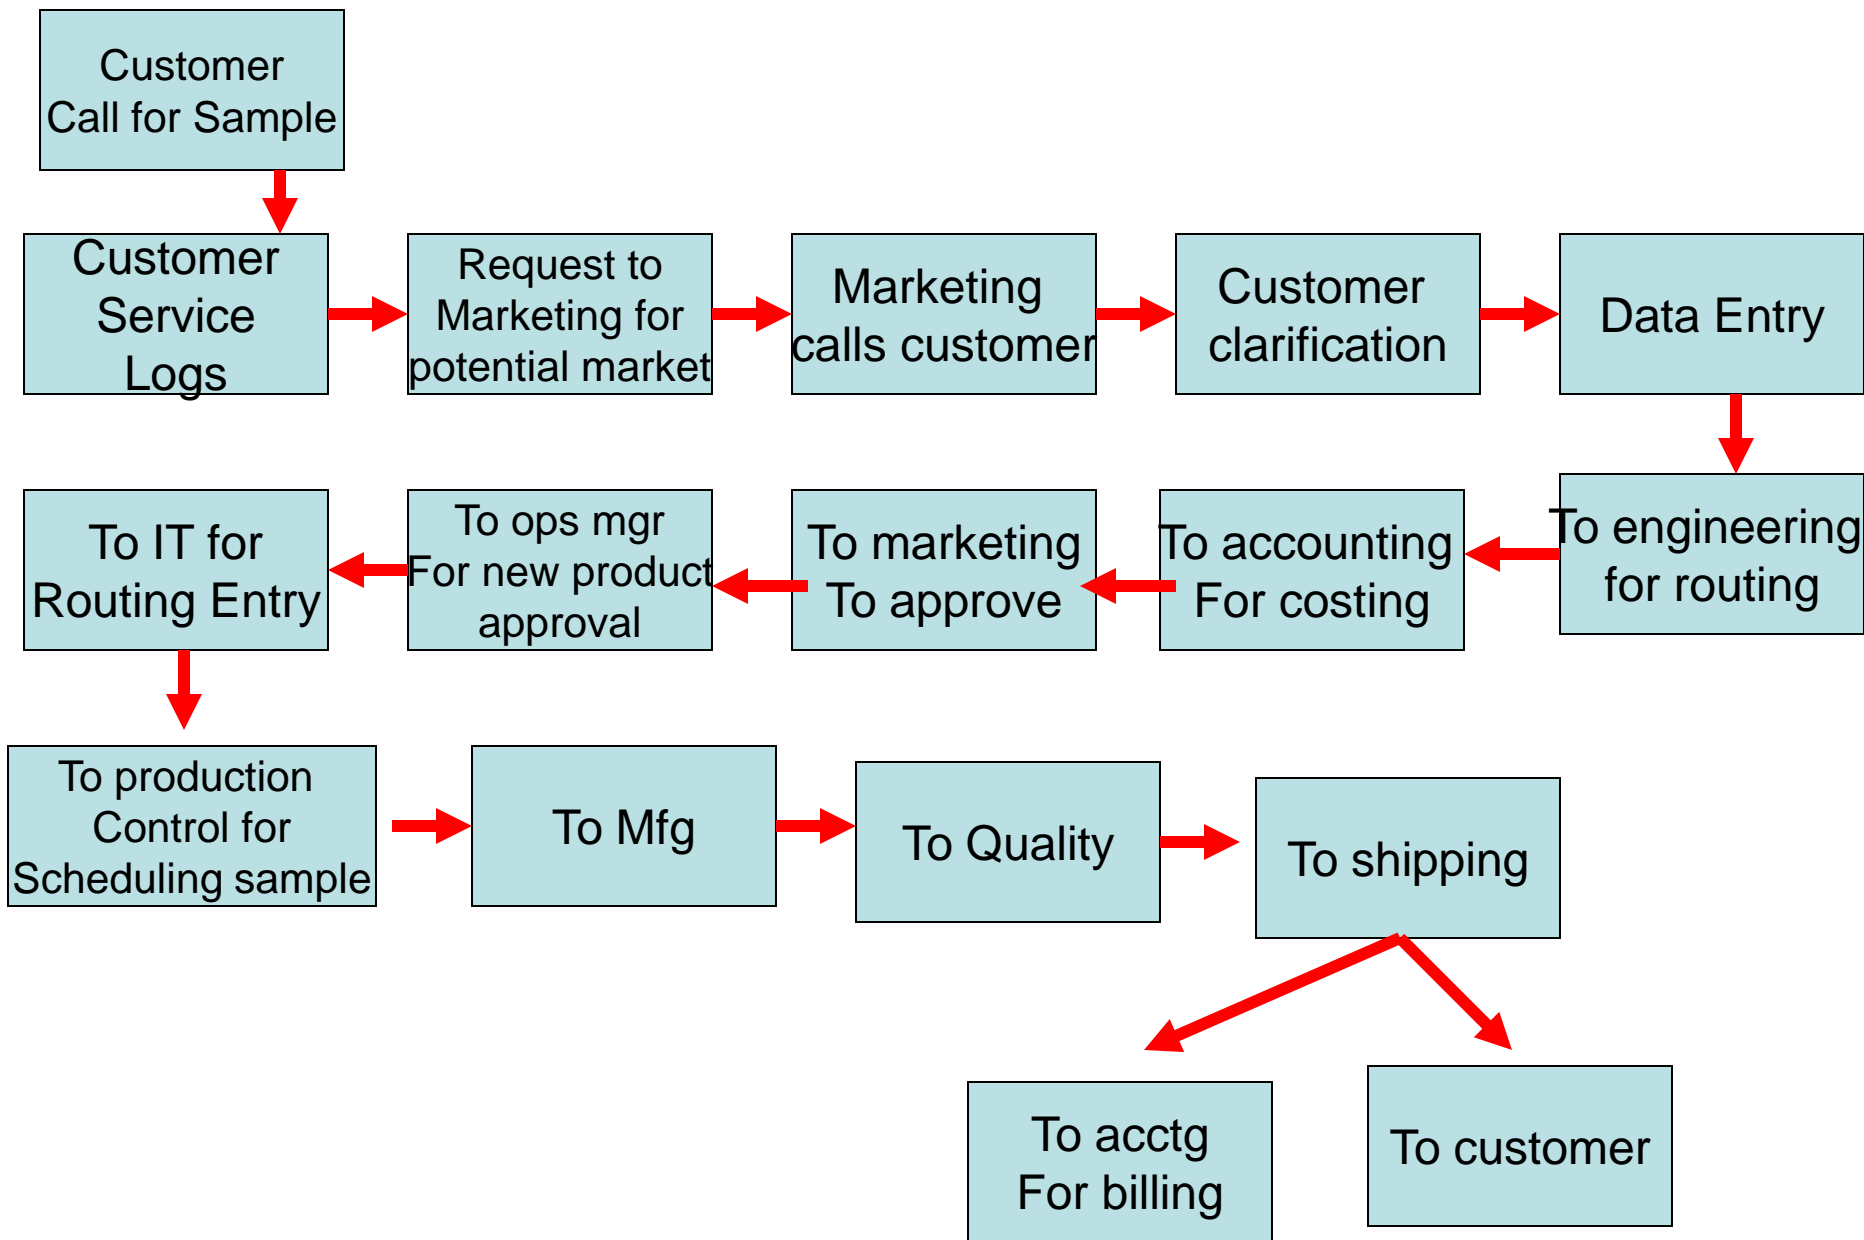 Customer
Call for Sample
Customer
Service
Logs
Request to
Marketing for
potential market
Marketing
calls customer
Customer
clarification
Data Entry
To IT for
Routing Entry
To ops mgr
For new product
approval
To marketing
To approve
To accounting
For costing
To engineering
for routing
To production
Control for
Scheduling sample
To Mfg
To Quality
To shipping
To acctg
For billing
To customer